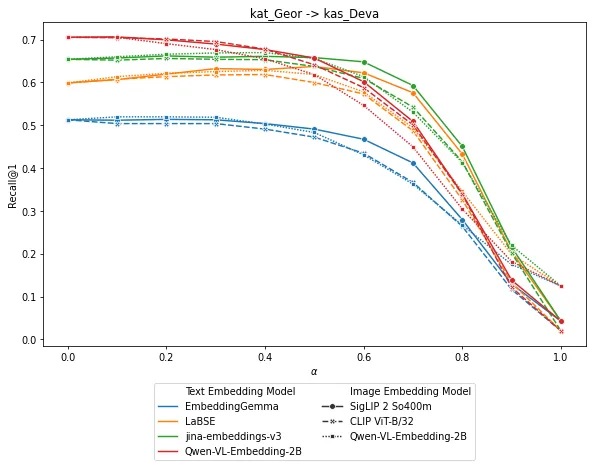 kat_Geor -> kas_Deva
0.7
0.6
0.5
0.4
0.3
0.2
0.1
0.0
Recall@1
0.0 0.2 0.4 0.6 0.8 1.0
α
Text Embedding Model Image Embedding Model
EmbeddingGemma SigLIP 2 So400m
LaBSE CLIP ViT-B/32
jina-embeddings-v3 Qwen-VL-Embedding-2B
Qwen-VL-Embedding-2B